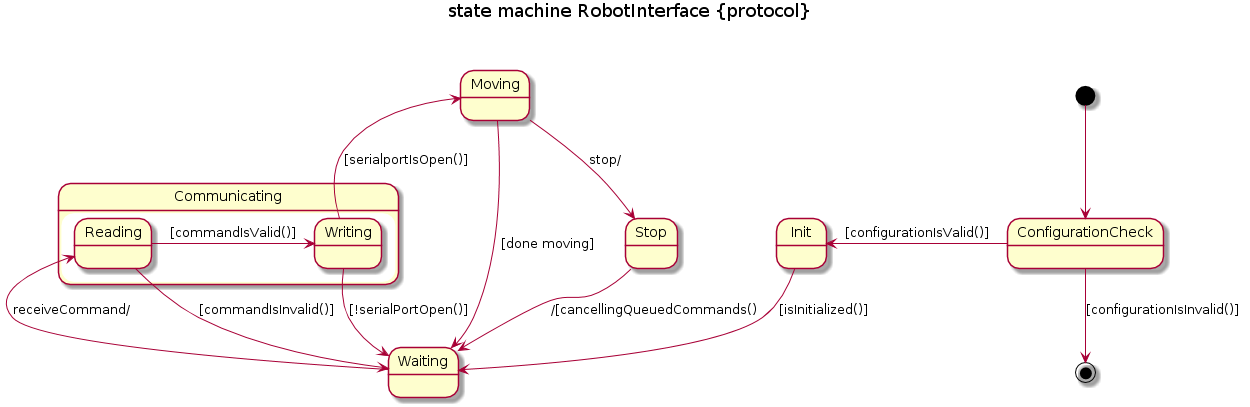 state machine RobotInterface {protocol}
Moving
[serialportIsOpen()]
stop/
Communicating
Reading
[commandIsValid()]
Writing
[done moving]
Stop
Init
[configurationIsValid()]
ConfigurationCheck
receiveCommand/
[commandIsInvalid()]
[!serialPortOpen()]
/[cancellingQueuedCommands()
[isInitialized()]
[configurationIsInvalid()]
Waiting